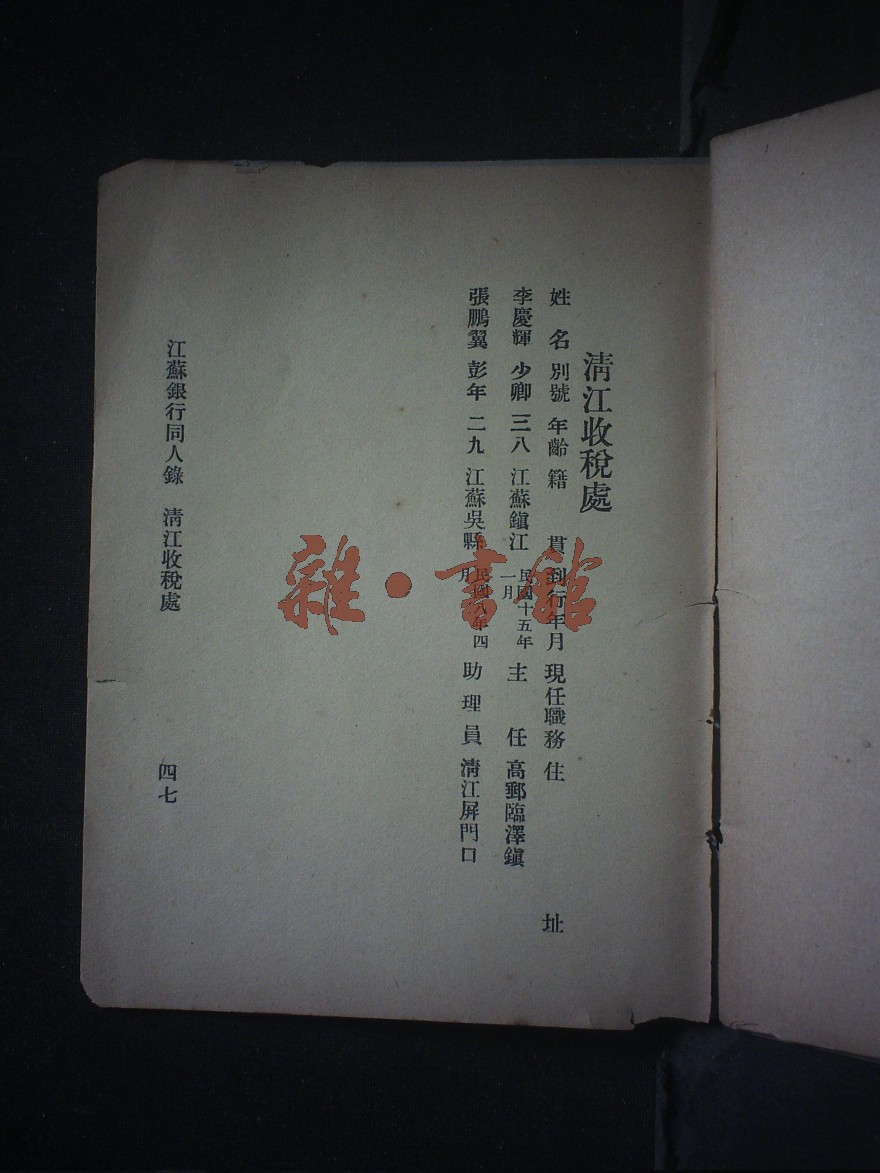 清江收稅處
姓名 別號 年齡 籍貫 到行年月 現任職務 住址
李慶輝 少卿 三八 江蘇鎭江 民國十五年一月 主任 高郵臨澤鎭
張鵬翼 彭年 二九 江蘇吳縣 民國八年四月 助理員 清江屏門口
江蘇銀行同人錄 清江收稅處
四七
雜·書館